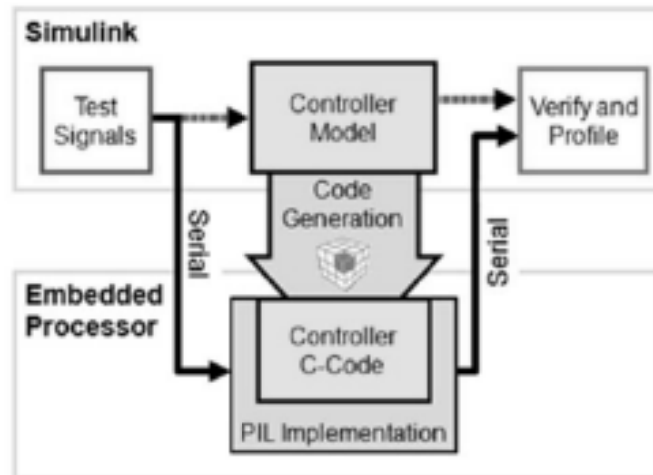 Simulink
Test
Signals
Controller
Model
Verify and
Profile
Code
Generation
Serial
Serial
Embedded
Processor
Controller
C-Code
PIL Implementation